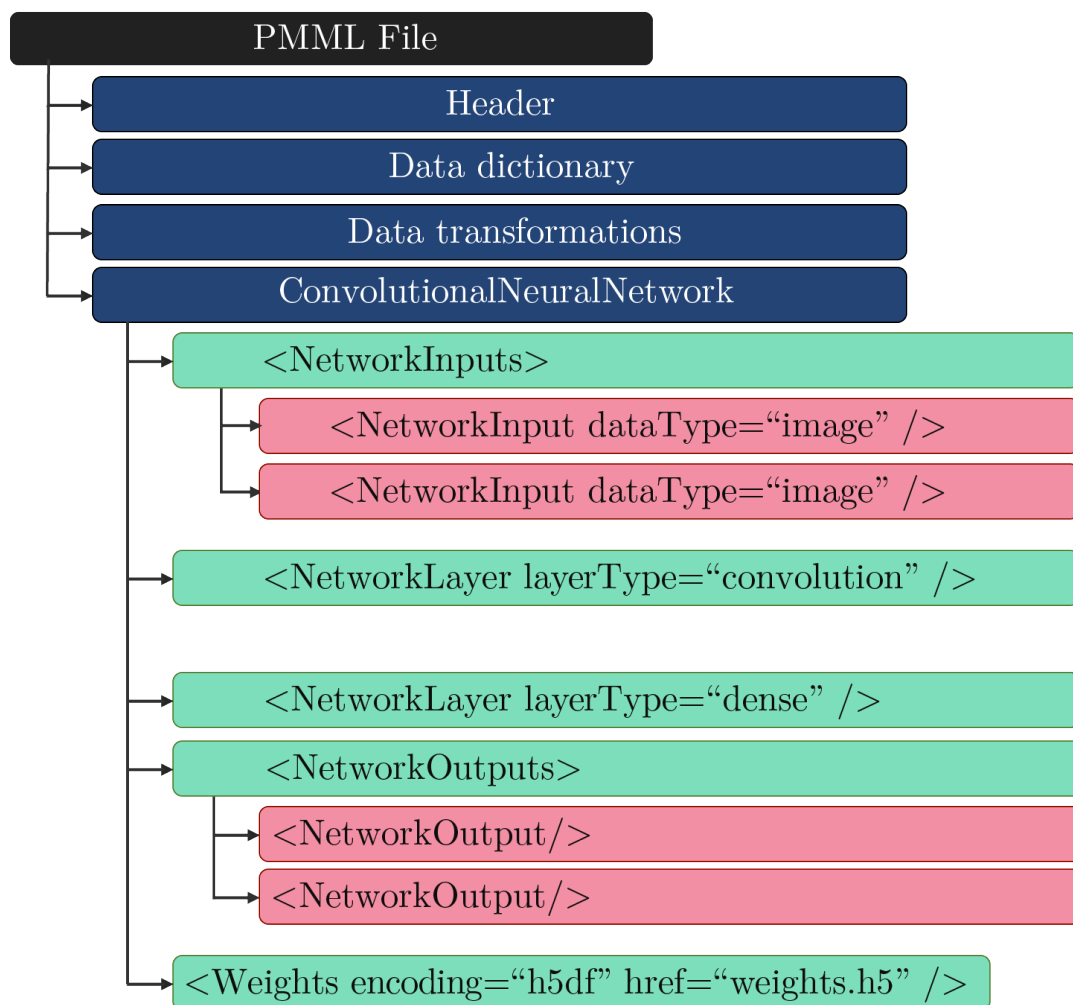 PMML File
Header
Data dictionary
Data transformations
ConvolutionalNeuralNetwork
<NetworkInputs>
<NetworkInput dataType=“image” />
<NetworkInput dataType=“image” />
<NetworkLayer layerType=“convolution” />
<NetworkLayer layerType=“dense” />
<NetworkOutputs>
<NetworkOutput/>
<NetworkOutput/>
<Weights encoding=“h5df” href=“weights.h5” />